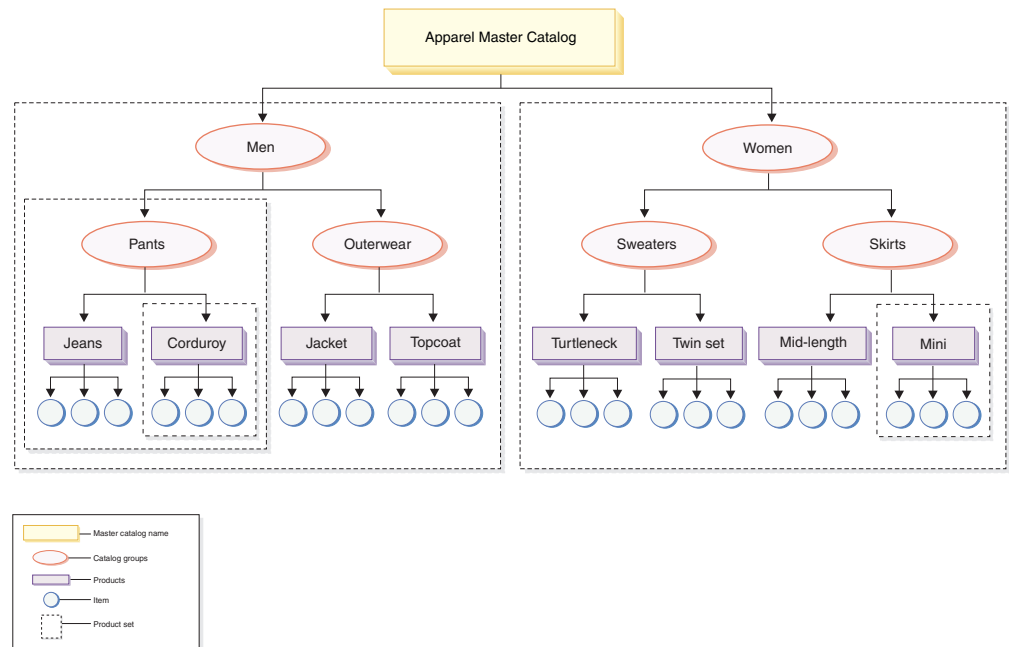 Apparel Master Catalog
Men
Women
Pants
Outerwear
Sweaters
Skirts
Jeans
Corduroy
Jacket
Topcoat
Turtleneck
Twin set
Mid-length
Mini
Master catalog name
Catalog groups
Products
Item
Product set